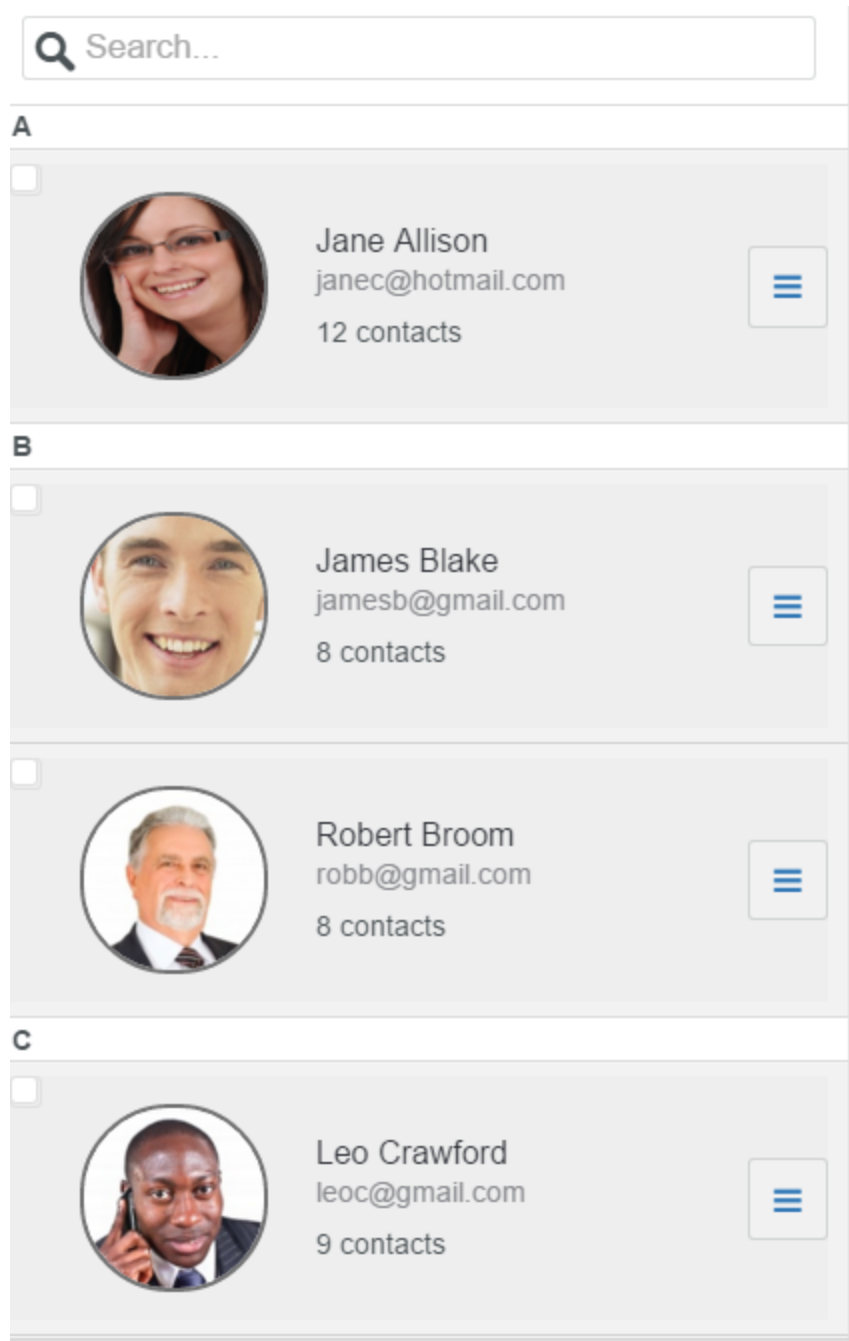 Search...
A
Jane Allison
janec@hotmail.com
12 contacts
B
James Blake
jamesb@gmail.com
8 contacts
Robert Broom
robb@gmail.com
8 contacts
C
Leo Crawford
leoc@gmail.com
9 contacts